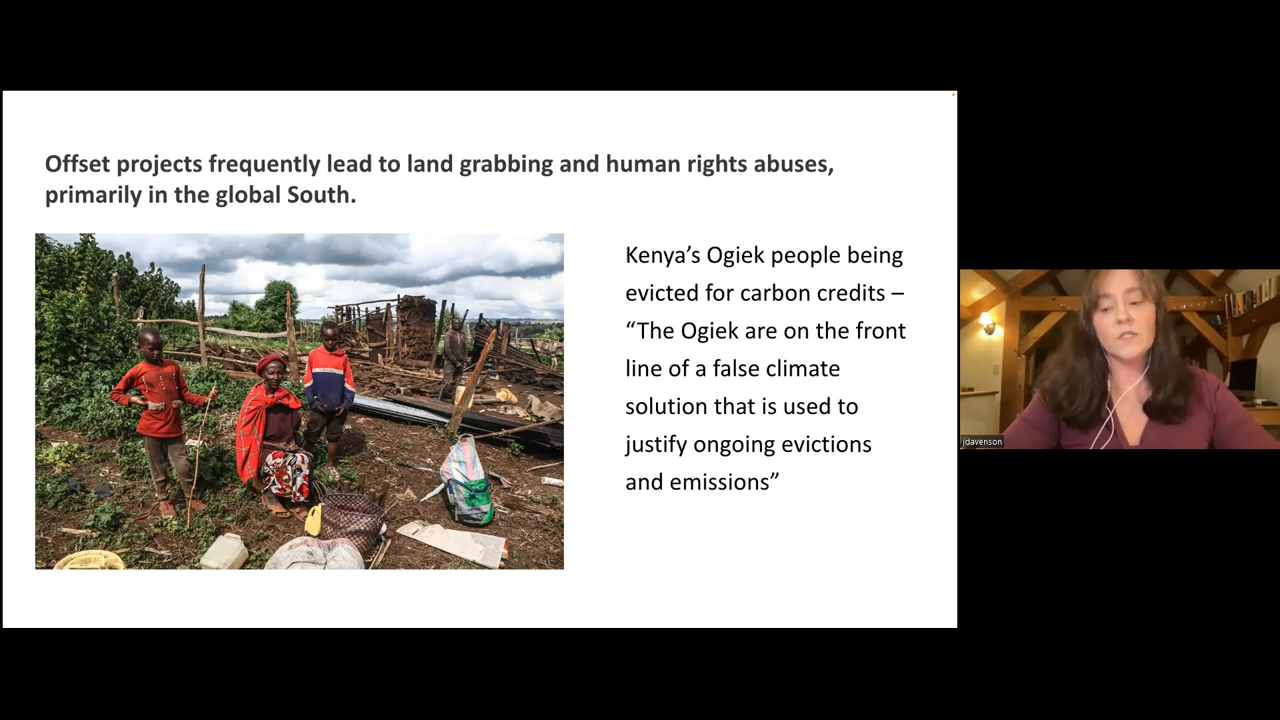 Offset projects frequently lead to land grabbing and human rights abuses,
primarily in the global South.
Kenya’s Ogiek people being
evicted for carbon credits –
“The Ogiek are on the front
line of a false climate
solution that is used to
justify ongoing evictions
and emissions”
jdavenson